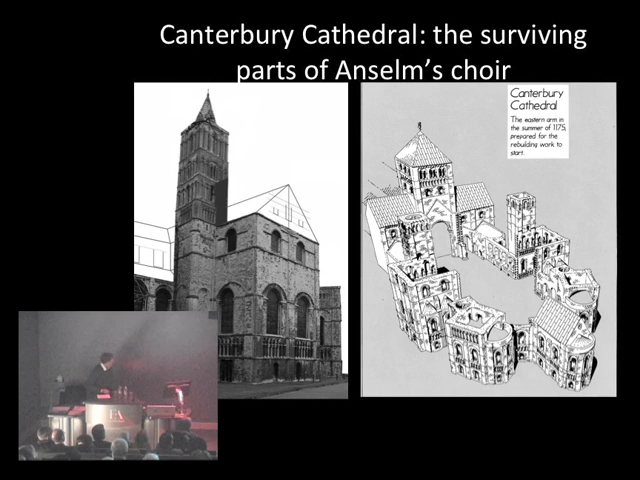 Canterbury Cathedral: the surviving
parts of Anselm's choir
Canterbury
Cathedral
The eastern arm in
the summer of 1175,
prepared for the
rebuilding work to
start.